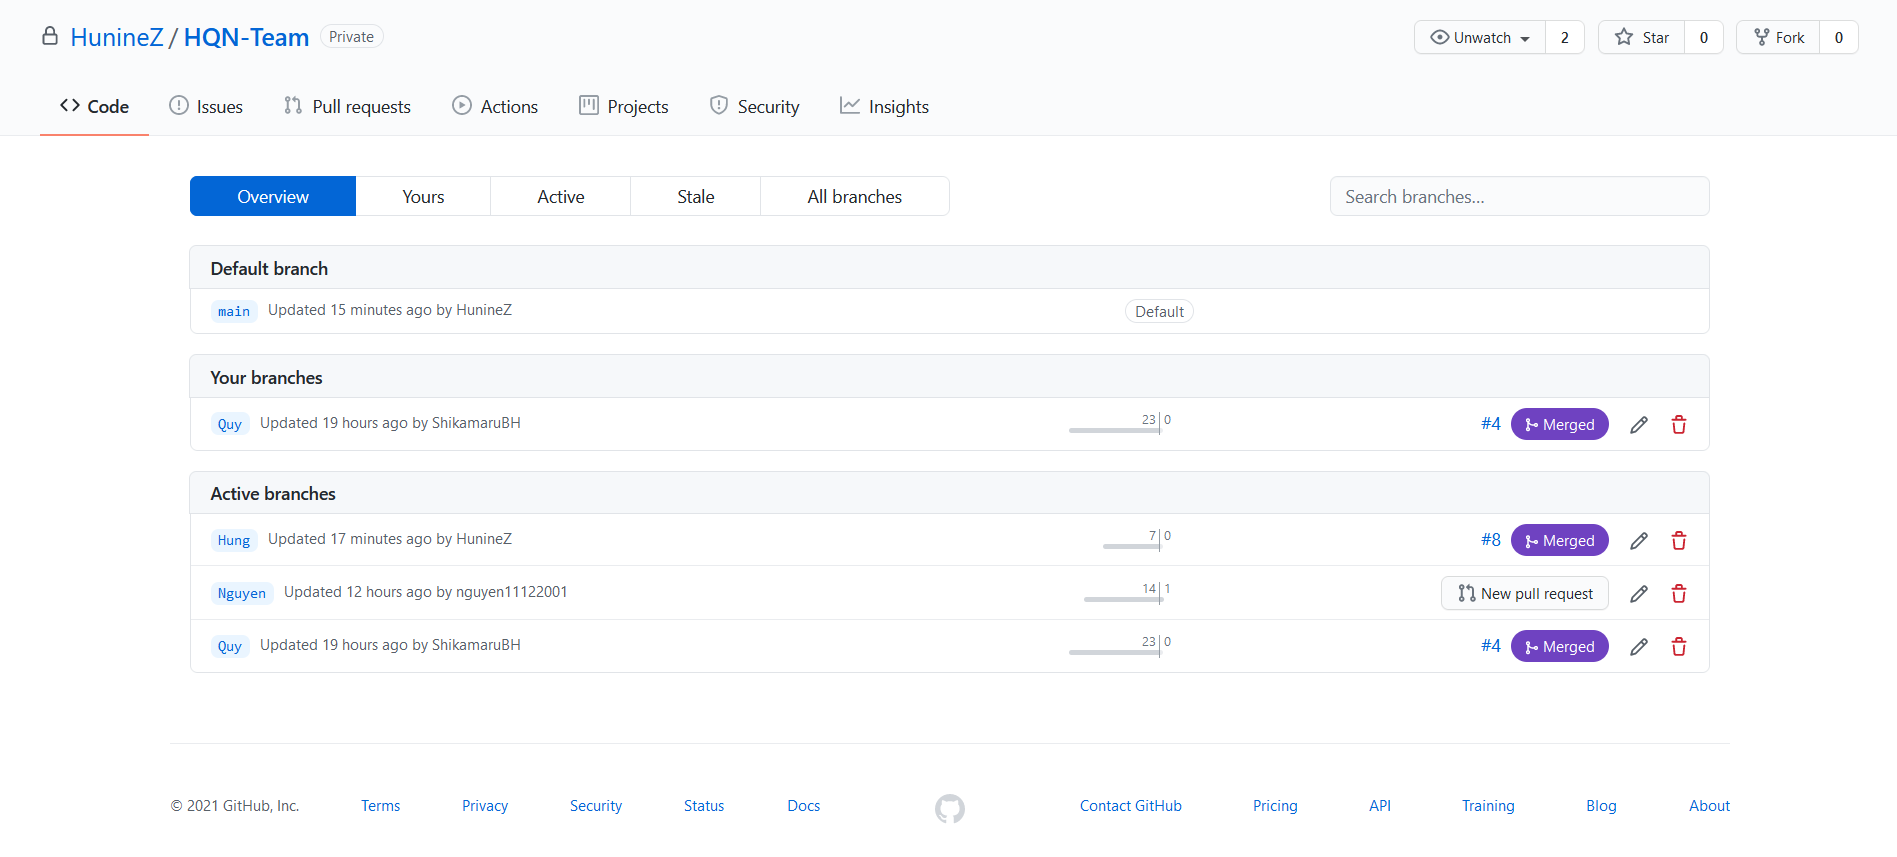 HunineZ / HQN-Team Private Unwatch 2 Star 0 Fork 0
Code Issues Pull requests Actions Projects Security Insights
Overview Yours Active Stale All branches Search branches...
Default branch
main Updated 15 minutes ago by HunineZ Default
Your branches
Quy Updated 19 hours ago by ShikamaruBH 23 0 #4 Merged
Active branches
Hung Updated 17 minutes ago by HunineZ 7 0 #8 Merged
Nguyen Updated 12 hours ago by nguyen11122001 14 1 New pull request
Quy Updated 19 hours ago by ShikamaruBH 23 0 #4 Merged
© 2021 GitHub, Inc. Terms Privacy Security Status Docs Contact GitHub Pricing API Training Blog About